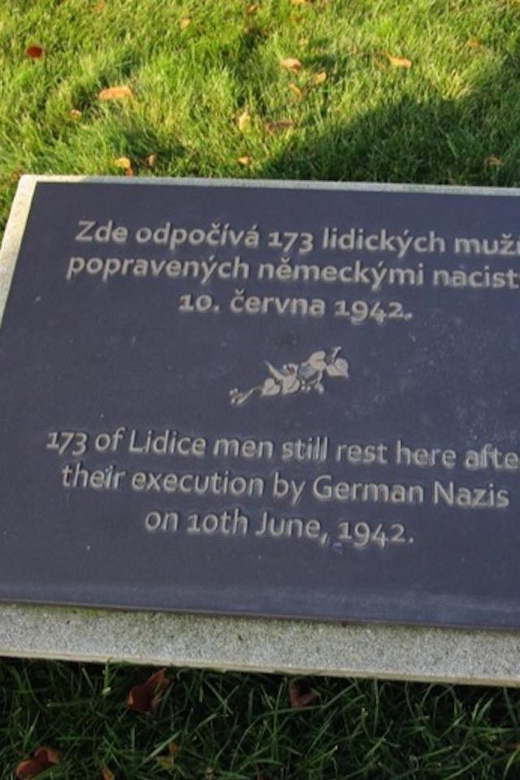 Zde odpočívá 173 lidických mužů
popravených německými nacist
10. června 1942.
173 of Lidice men still rest here afte
their execution by German Nazis
on 10th June, 1942.